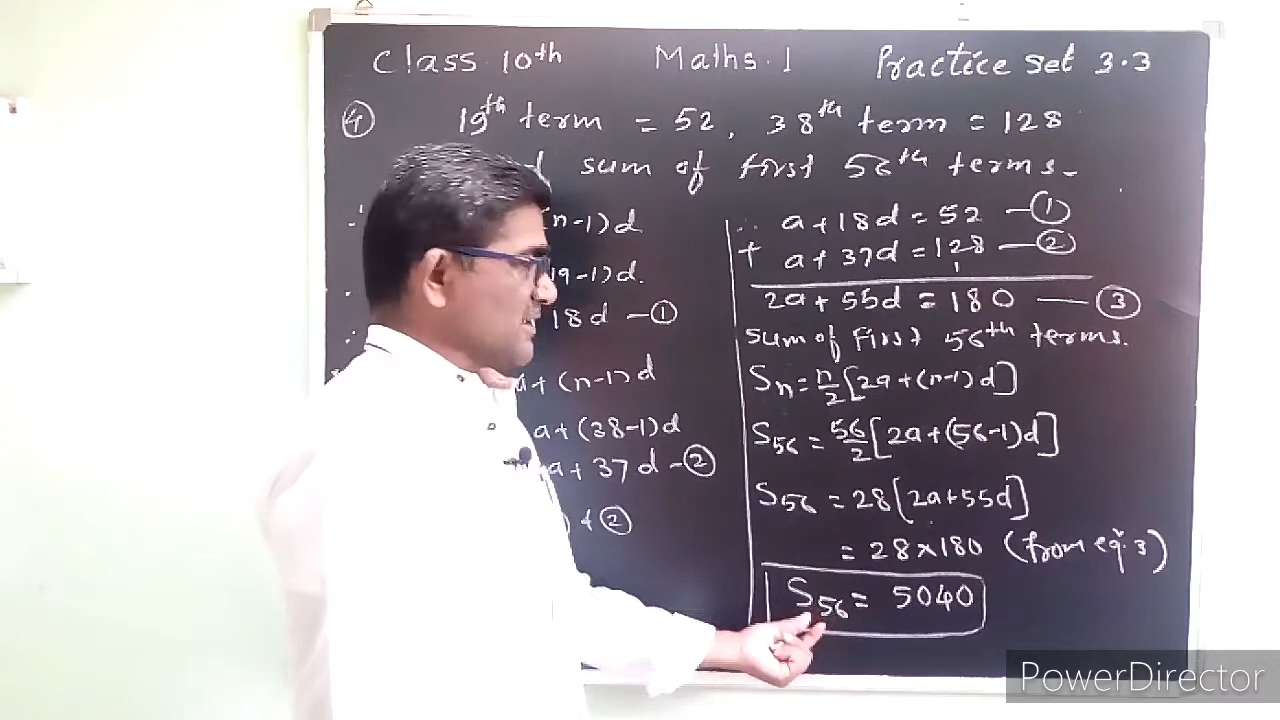 Class 10th Maths.1 Practice set 3.3
④ 19th term = 52, 38th term = 128
sum of first 56th terms.
(n-1)d
-1)d.
18d - ①
a + (n-1)d
a + (38-1)d
a + 37d - ②
②
∴ a + 18d = 52 - ①
+ a + 37d = 128 - ②
2a + 55d = 180 - ③
sum of First 56th terms.
Sn = n/2 [2a + (n-1)d]
S56 = 56/2 [2a + (56-1)d]
S56 = 28 [2a + 55d]
= 28 × 180 (from eq. 3)
S56 = 5040
PowerDirector